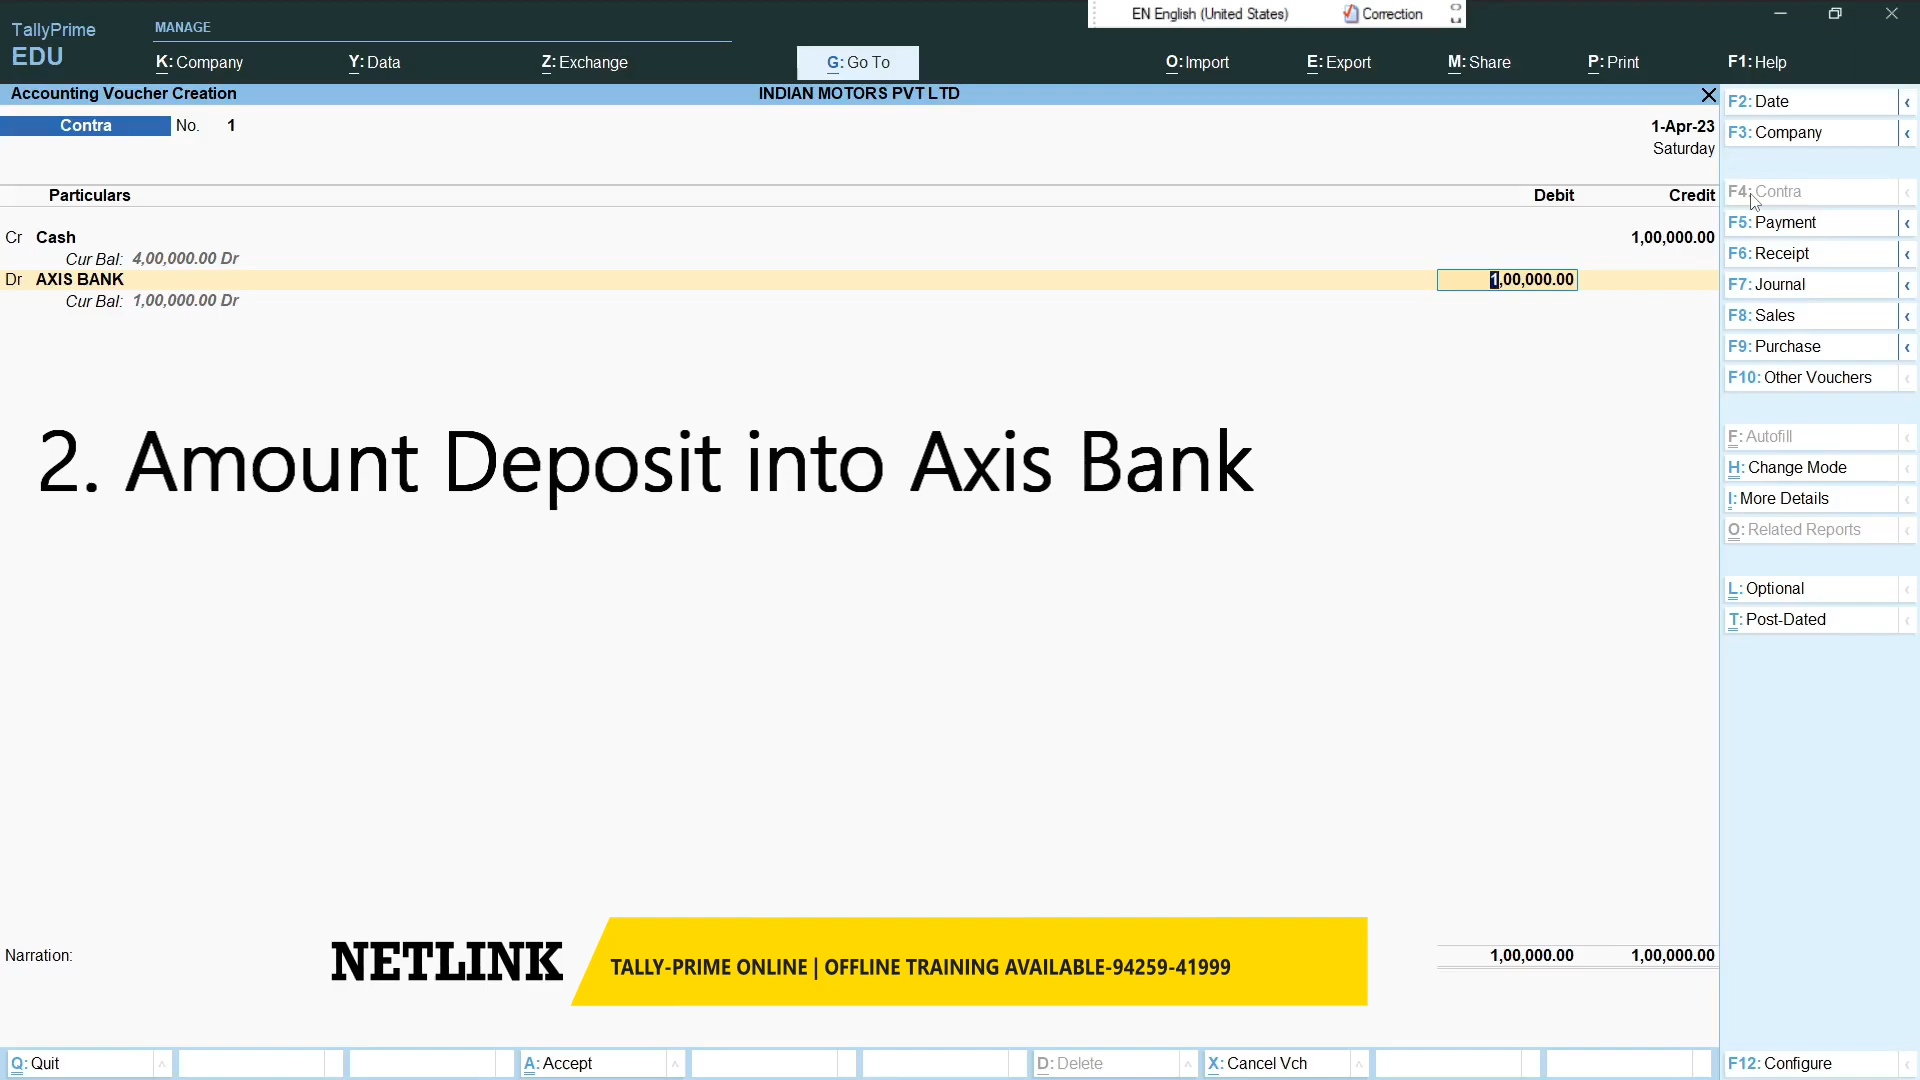 EN English (United States) Correction
TallyPrime
EDU
MANAGE
K: Company Y: Data Z: Exchange G: Go To O: Import E: Export M: Share P: Print F1: Help
Accounting Voucher Creation INDIAN MOTORS PVT LTD
Contra No. 1 1-Apr-23
Saturday
Particulars Debit Credit
Cr Cash 1,00,000.00
Cur Bal: 4,00,000.00 Dr
Dr AXIS BANK 1,00,000.00
Cur Bal: 1,00,000.00 Dr
2. Amount Deposit into Axis Bank
Narration: 1,00,000.00 1,00,000.00
NETLINK
TALLY-PRIME ONLINE | OFFLINE TRAINING AVAILABLE-94259-41999
F2: Date
F3: Company
F4: Contra
F5: Payment
F6: Receipt
F7: Journal
F8: Sales
F9: Purchase
F10: Other Vouchers
F: Autofill
H: Change Mode
I: More Details
O: Related Reports
L: Optional
T: Post-Dated
Q: Quit A: Accept D: Delete X: Cancel Vch F12: Configure